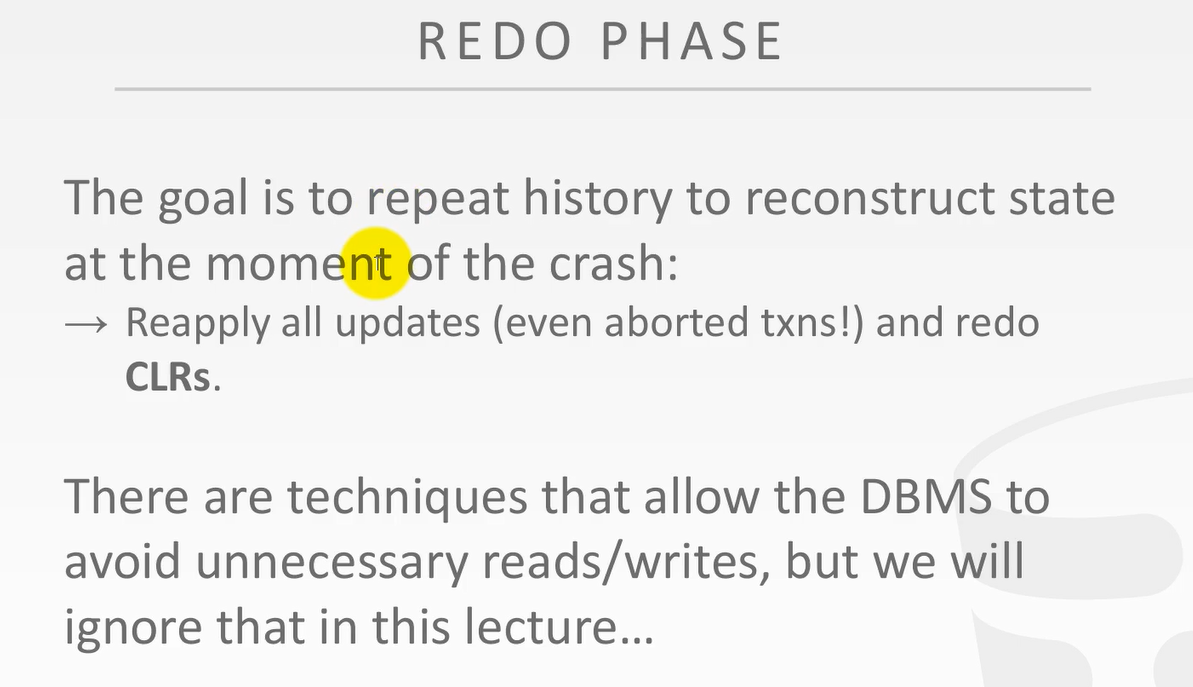 REDO PHASE
The goal is to repeat history to reconstruct state
at the moment of the crash:
→ Reapply all updates (even aborted txns!) and redo
CLRs.
There are techniques that allow the DBMS to
avoid unnecessary reads/writes, but we will
ignore that in this lecture…